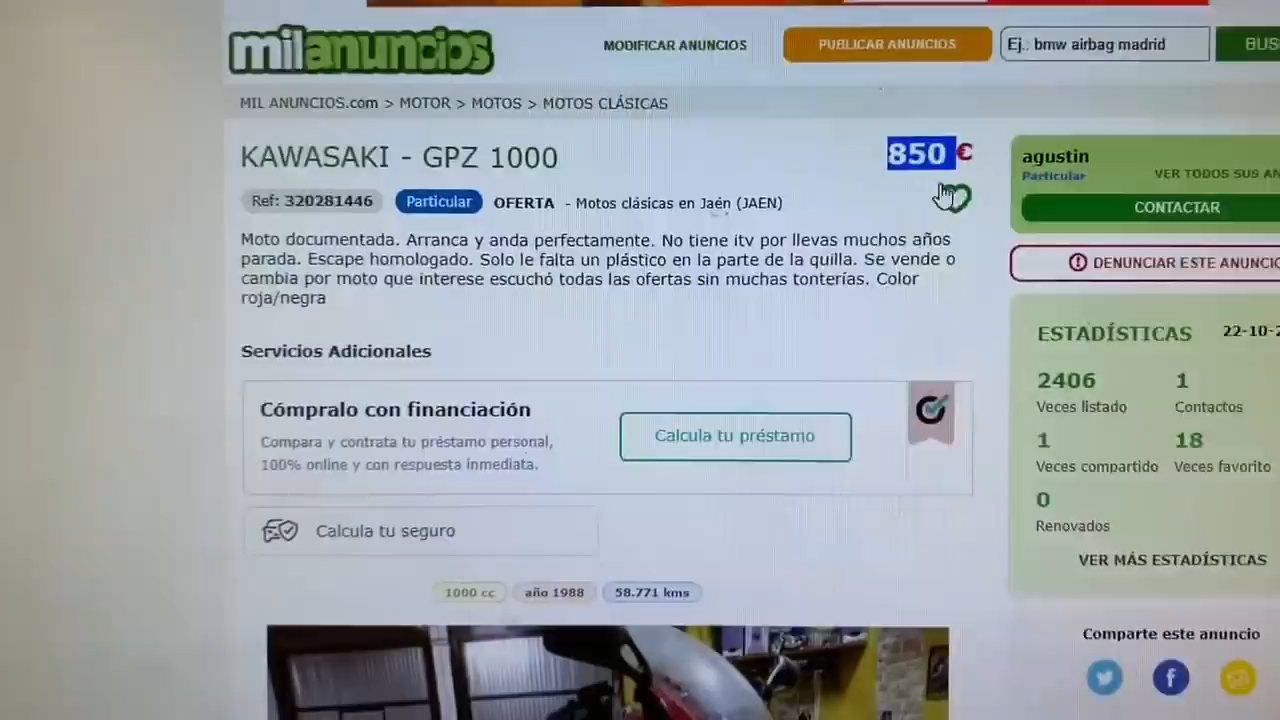 milanuncios
MODIFICAR ANUNCIOS
PUBLICAR ANUNCIOS
Ej.: bmw airbag madrid
BUS
MIL ANUNCIOS.com > MOTOR > MOTOS > MOTOS CLÁSICAS
KAWASAKI - GPZ 1000
850 €
Ref: 320281446
Particular
OFERTA - Motos clásicas en Jaén (JAEN)
Moto documentada. Arranca y anda perfectamente. No tiene itv por llevas muchos años
parada. Escape homologado. Solo le falta un plástico en la parte de la quilla. Se vende o
cambia por moto que interese escuchó todas las ofertas sin muchas tonterías. Color
roja/negra
Servicios Adicionales
Cómpralo con financiación
Compara y contrata tu préstamo personal,
100% online y con respuesta inmediata.
Calcula tu préstamo
Calcula tu seguro
1000 cc
año 1988
58.771 kms
agustin
Particular
VER TODOS SUS AN
CONTACTAR
DENUNCIAR ESTE ANUNCIO
ESTADÍSTICAS
22-10-2
2406
1
Veces listado
Contactos
1
18
Veces compartido
Veces favorito
0
Renovados
VER MÁS ESTADÍSTICAS
Comparte este anuncio